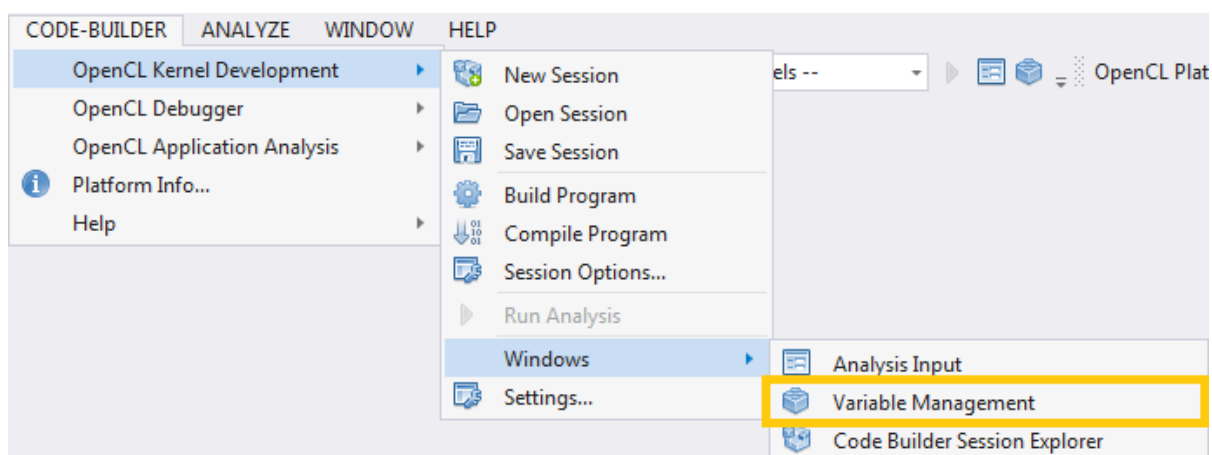 CODE-BUILDER ANALYZE WINDOW HELP
OpenCL Kernel Development
OpenCL Debugger
OpenCL Application Analysis
Platform Info...
Help
New Session
Open Session
Save Session
Build Program
Compile Program
Session Options...
Run Analysis
Windows
Settings...
els --
OpenCL Plat
Analysis Input
Variable Management
Code Builder Session Explorer